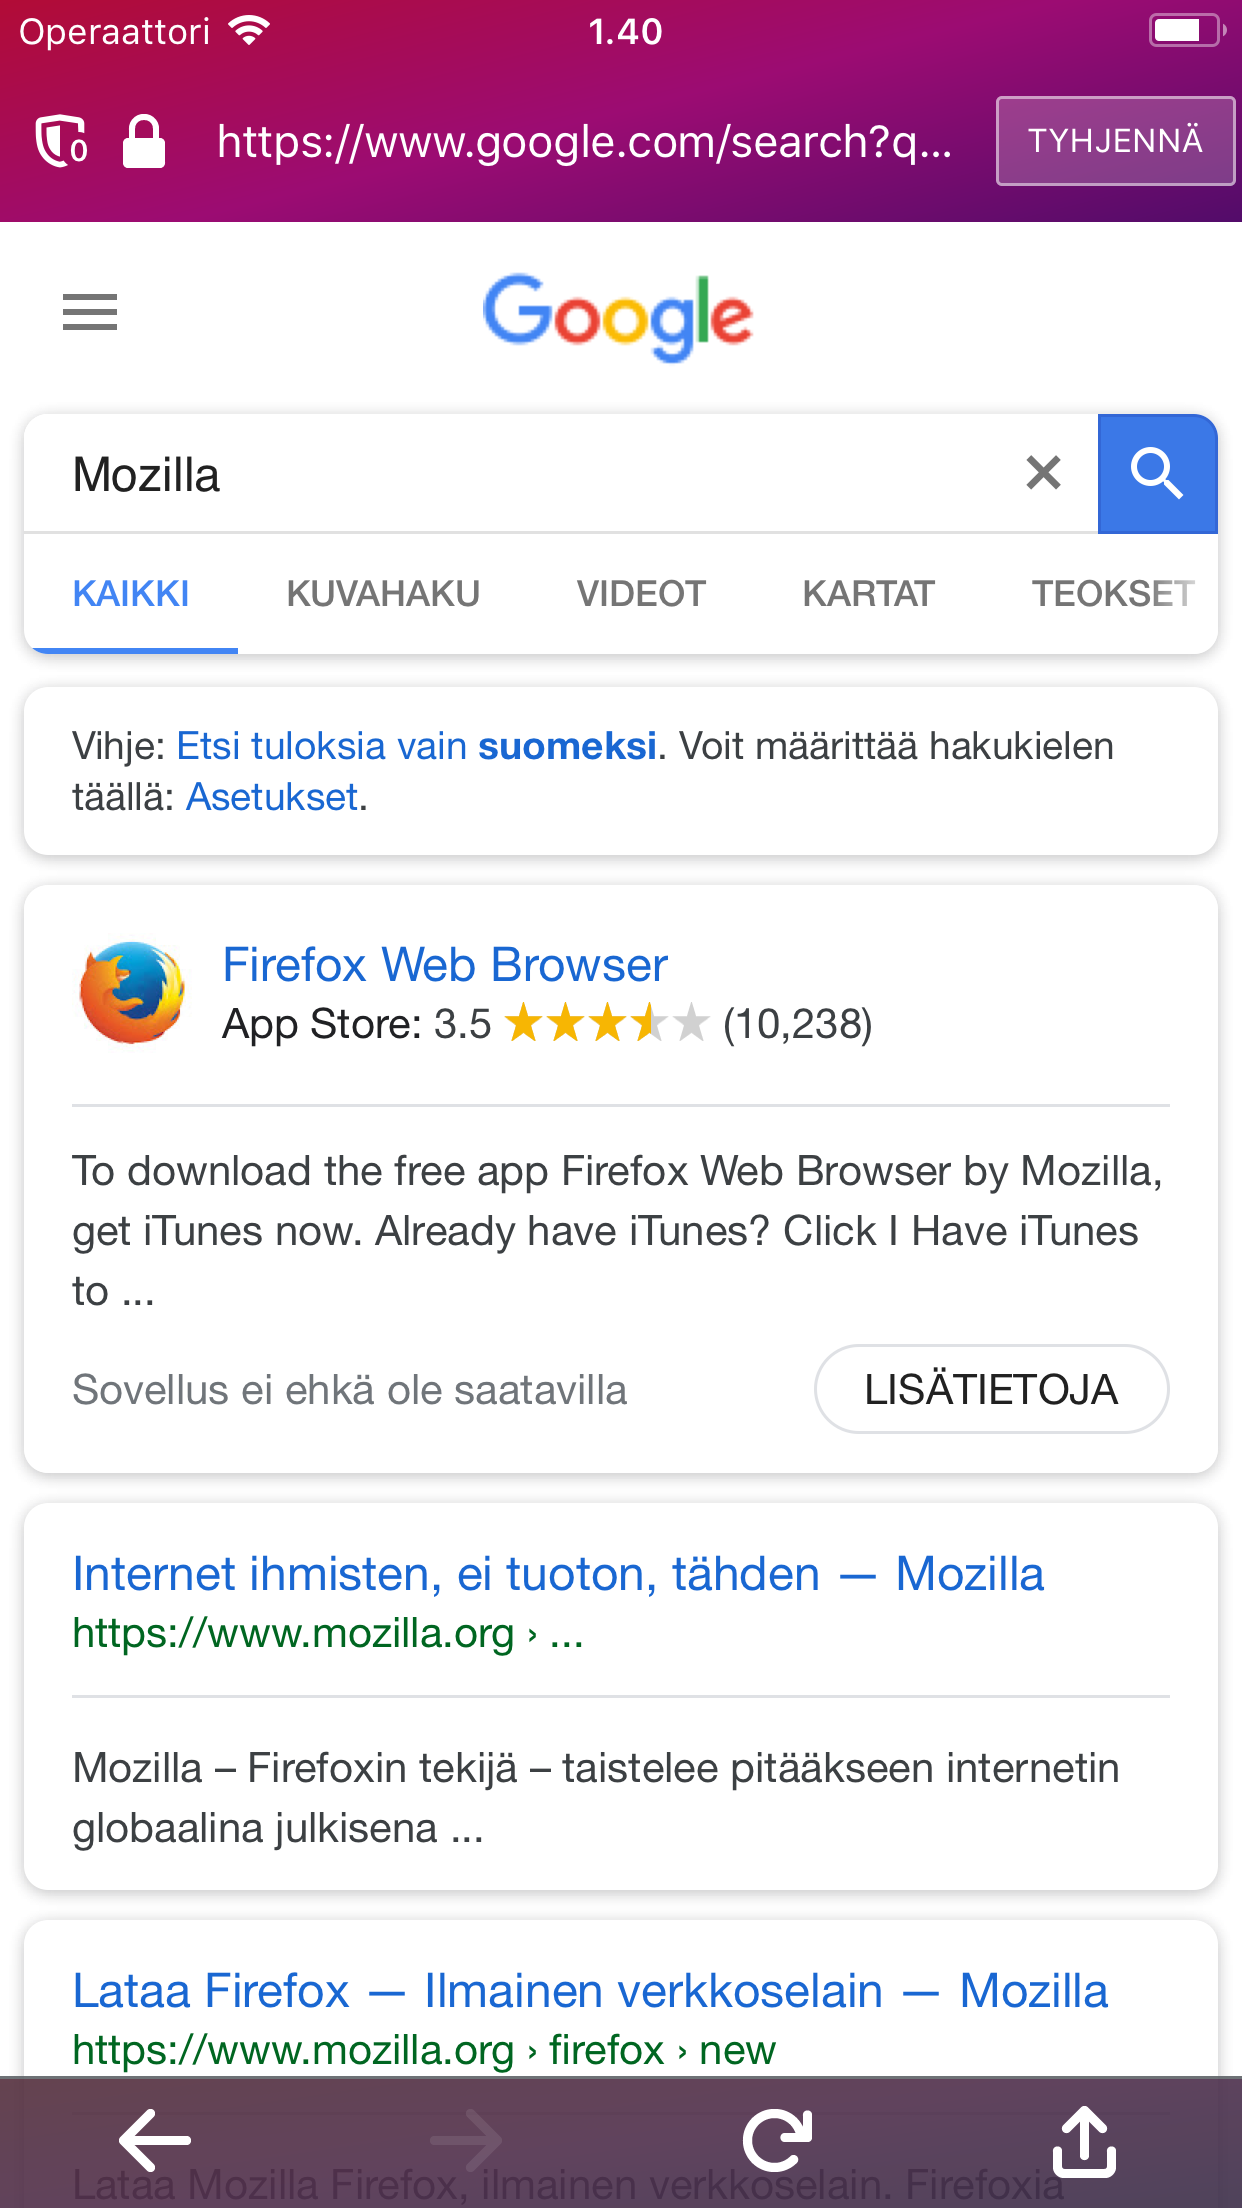 Operaattori 1.40
0 https://www.google.com/search?q... TYHJENNÄ
Google
Mozilla
KAIKKI KUVAHAKU VIDEOT KARTAT TEOKSET
Vihje: Etsi tuloksia vain suomeksi. Voit määrittää hakukielen
täällä: Asetukset.
Firefox Web Browser
App Store: 3.5 (10,238)
To download the free app Firefox Web Browser by Mozilla,
get iTunes now. Already have iTunes? Click I Have iTunes
to ...
Sovellus ei ehkä ole saatavilla LISÄTIETOJA
Internet ihmisten, ei tuoton, tähden — Mozilla
https://www.mozilla.org › ...
Mozilla – Firefoxin tekijä – taistelee pitääkseen internetin
globaalina julkisena ...
Lataa Firefox — Ilmainen verkkoselain — Mozilla
https://www.mozilla.org › firefox › new
Lataa Mozilla Firefox, ilmainen verkkoselain. Firefoxia